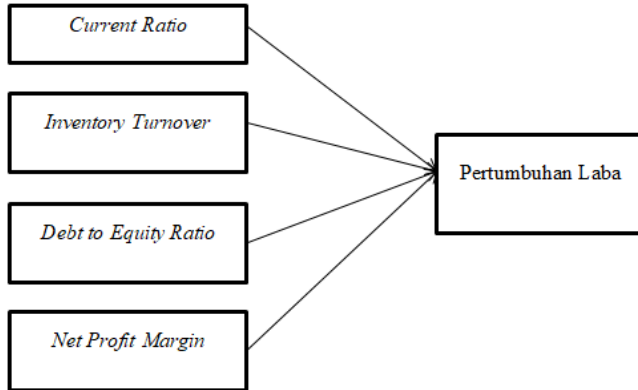 Current Ratio
Inventory Turnover
Pertumbuhan Laba
Debt to Equity Ratio
Net Profit Margin